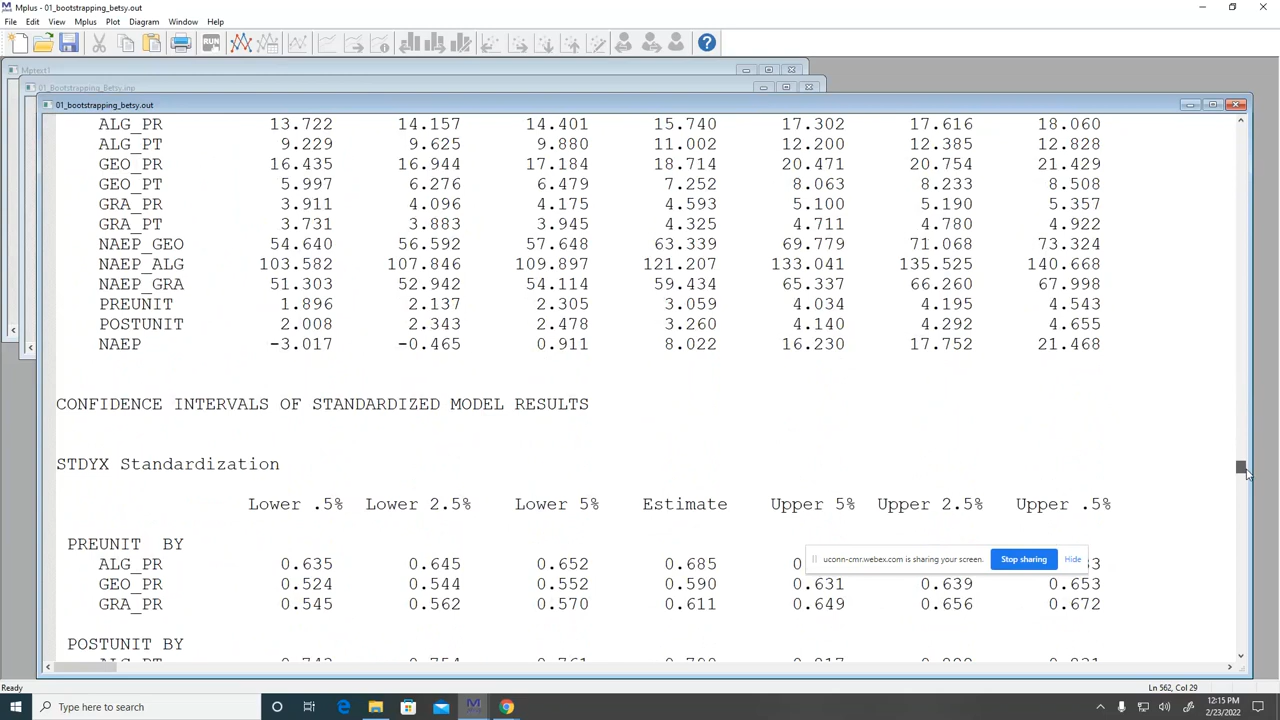 Mplus - 01_bootstrapping_betsy.out
File Edit View Mplus Plot Diagram Window Help
RUN
Mptext1
01_Bootstrapping_Betsy.inp
01_bootstrapping_betsy.out
ALG_PR 13.722 14.157 14.401 15.740 17.302 17.616 18.060
ALG_PT 9.229 9.625 9.880 11.002 12.200 12.385 12.828
GEO_PR 16.435 16.944 17.184 18.714 20.471 20.754 21.429
GEO_PT 5.997 6.276 6.479 7.252 8.063 8.233 8.508
GRA_PR 3.911 4.096 4.175 4.593 5.100 5.190 5.357
GRA_PT 3.731 3.883 3.945 4.325 4.711 4.780 4.922
NAEP_GEO 54.640 56.592 57.648 63.339 69.779 71.068 73.324
NAEP_ALG 103.582 107.846 109.897 121.207 133.041 135.525 140.668
NAEP_GRA 51.303 52.942 54.114 59.434 65.337 66.260 67.998
PREUNIT 1.896 2.137 2.305 3.059 4.034 4.195 4.543
POSTUNIT 2.008 2.343 2.478 3.260 4.140 4.292 4.655
NAEP -3.017 -0.465 0.911 8.022 16.230 17.752 21.468
CONFIDENCE INTERVALS OF STANDARDIZED MODEL RESULTS
STDYX Standardization
Lower .5% Lower 2.5% Lower 5% Estimate Upper 5% Upper 2.5% Upper .5%
PREUNIT BY
uconn-cmr.webex.com is sharing your screen. Stop sharing Hide
ALG_PR 0.635 0.645 0.652 0.685
GEO_PR 0.524 0.544 0.552 0.590 0.631 0.639 0.653
GRA_PR 0.545 0.562 0.570 0.611 0.649 0.656 0.672
POSTUNIT BY
Ready Ln 562, Col 29
Type here to search
12:15 PM
2/23/2022